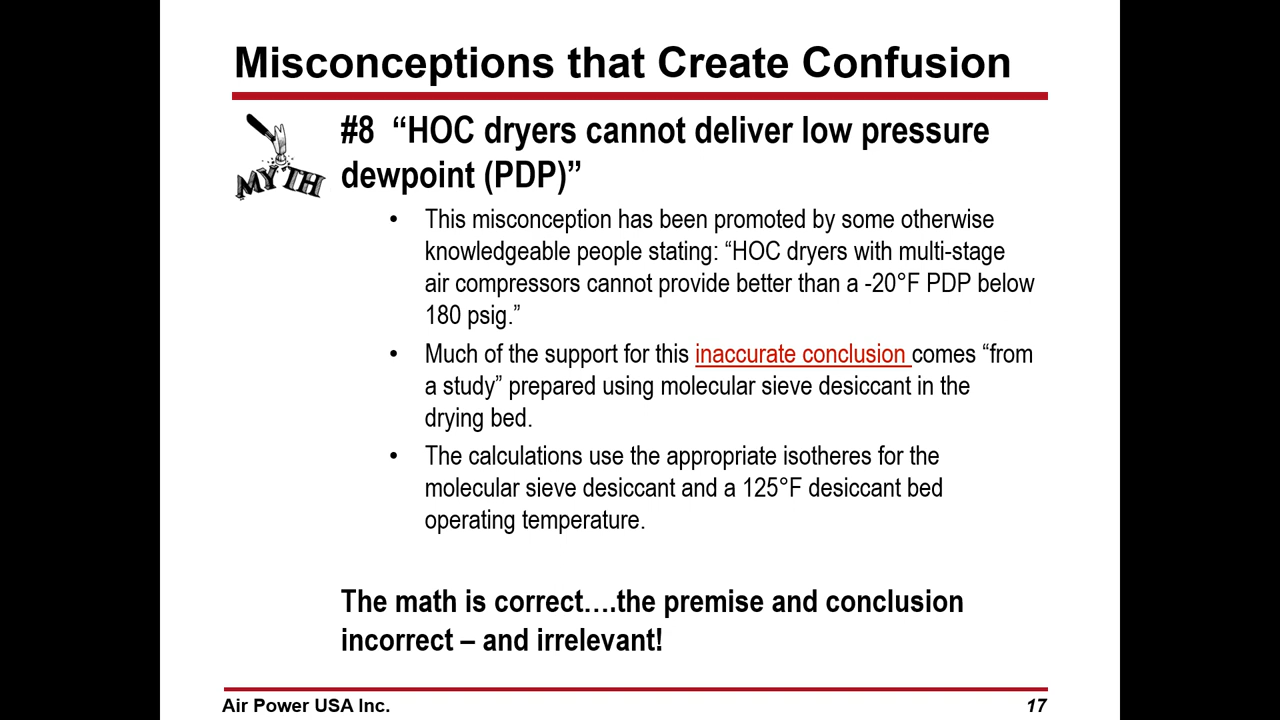 Misconceptions that Create Confusion
MYTH
#8 “HOC dryers cannot deliver low pressure
dewpoint (PDP)”
• This misconception has been promoted by some otherwise
knowledgeable people stating: “HOC dryers with multi-stage
air compressors cannot provide better than a -20°F PDP below
180 psig.”
• Much of the support for this inaccurate conclusion comes “from
a study” prepared using molecular sieve desiccant in the
drying bed.
• The calculations use the appropriate isotheres for the
molecular sieve desiccant and a 125°F desiccant bed
operating temperature.
The math is correct….the premise and conclusion
incorrect – and irrelevant!
Air Power USA Inc.
17